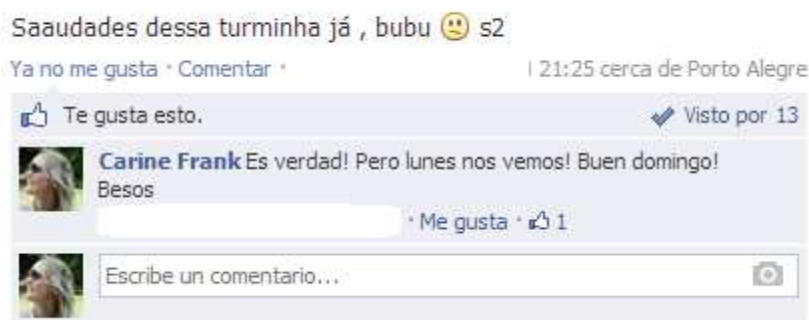 Saaudades dessa turminha já , bubu 🙁 s2
Ya no me gusta · Comentar · 21:25 cerca de Porto Alegre
Te gusta esto. Visto por 13
Carine Frank Es verdad! Pero lunes nos vemos! Buen domingo!
Besos
· Me gusta · 1
Escribe un comentario...